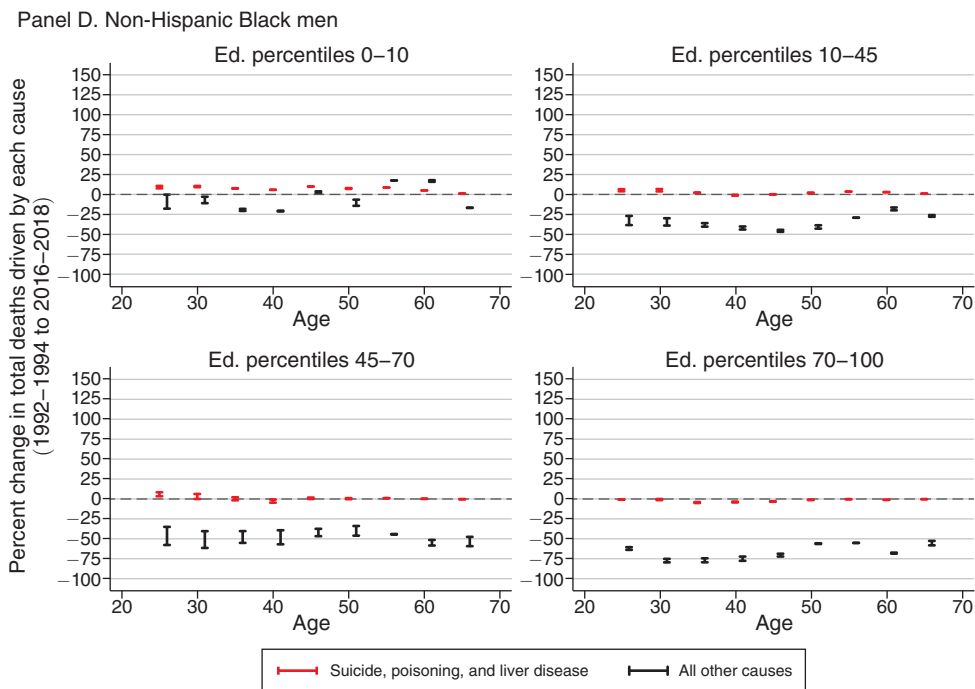 Panel D. Non-Hispanic Black men
Percent change in total deaths driven by each cause
(1992–1994 to 2016–2018)
Ed. percentiles 0–10
150
125
100
75
50
25
0
−25
−50
−75
−100
20 30 40 50 60 70
Age
Ed. percentiles 10–45
150
125
100
75
50
25
0
−25
−50
−75
−100
20 30 40 50 60 70
Age
Ed. percentiles 45–70
150
125
100
75
50
25
0
−25
−50
−75
−100
20 30 40 50 60 70
Age
Ed. percentiles 70–100
150
125
100
75
50
25
0
−25
−50
−75
−100
20 30 40 50 60 70
Age
Suicide, poisoning, and liver disease All other causes